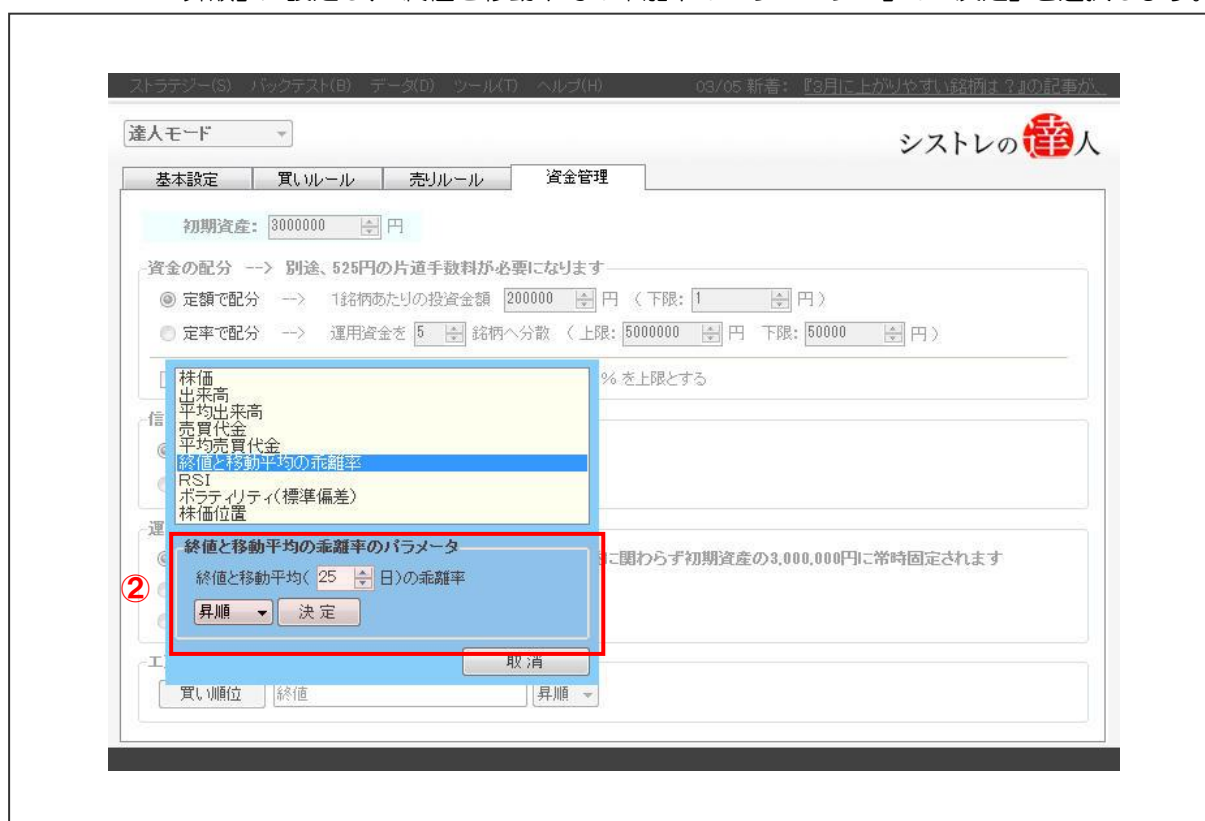 ストラテジー(S) バックテスト(B) データ(D) ツール(T) ヘルプ(H) 03/05 新着: 『3月に上がりやすい銘柄は？』の記事が、
達人モード
シストレの達人
基本設定 買いルール 売りルール 資金管理
初期資産: 3000000 円
資金の配分 --> 別途、525円の片道手数料が必要になります
定額で配分 --> 1銘柄あたりの投資金額 200000 円 (下限: 1 円)
定率で配分 --> 運用資金を 5 銘柄へ分散 (上限: 5000000 円 下限: 50000 円)
% を上限とする
株価
出来高
平均出来高
信
売買代金
平均売買代金
終値と移動平均の乖離率
RSI
ボラティリティ(標準偏差)
株価位置
運
終値と移動平均の乖離率のパラメータ
に関わらず初期資産の3,000,000円に常時固定されます
② 終値と移動平均( 25 日)の乖離率
昇順 決定
取消
買い順位 終値 昇順